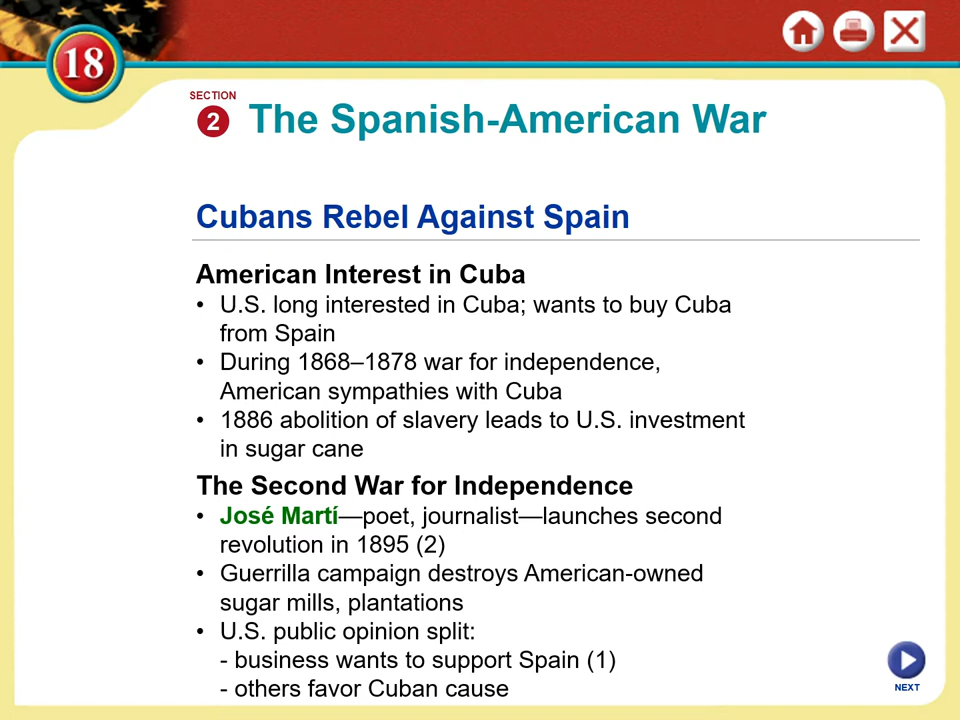 18
SECTION
2
The Spanish-American War
Cubans Rebel Against Spain
American Interest in Cuba
• U.S. long interested in Cuba; wants to buy Cuba
from Spain
• During 1868–1878 war for independence,
American sympathies with Cuba
• 1886 abolition of slavery leads to U.S. investment
in sugar cane
The Second War for Independence
• José Martí—poet, journalist—launches second
revolution in 1895 (2)
• Guerrilla campaign destroys American-owned
sugar mills, plantations
• U.S. public opinion split:
- business wants to support Spain (1)
- others favor Cuban cause
NEXT